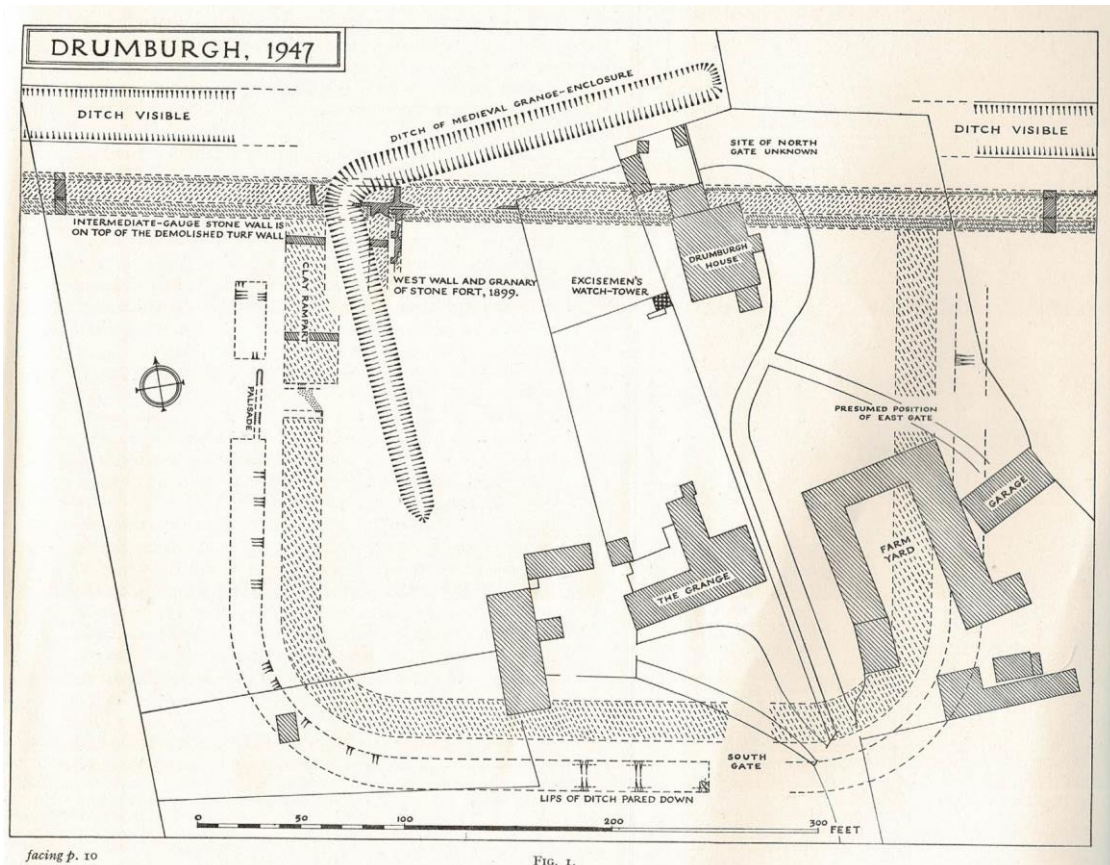 DRUMBURGH, 1947
DITCH VISIBLE
DITCH OF MEDIEVAL GRANGE-ENCLOSURE
SITE OF NORTH
GATE UNKNOWN
DITCH VISIBLE
INTERMEDIATE-GAUGE STONE WALL IS
ON TOP OF THE DEMOLISHED TURF WALL
CLAY RAMPART
WEST WALL AND GRANARY
OF STONE FORT, 1899.
EXCISEMEN'S
WATCH-TOWER
DRUMBURGH
HOUSE
PALISADE
PRESUMED POSITION
OF EAST GATE
GARAGE
FARM
YARD
THE GRANGE
SOUTH
GATE
LIPS OF DITCH PARED DOWN
0 50 100 200 300
FEET
facing p. 10
FIG. 1.